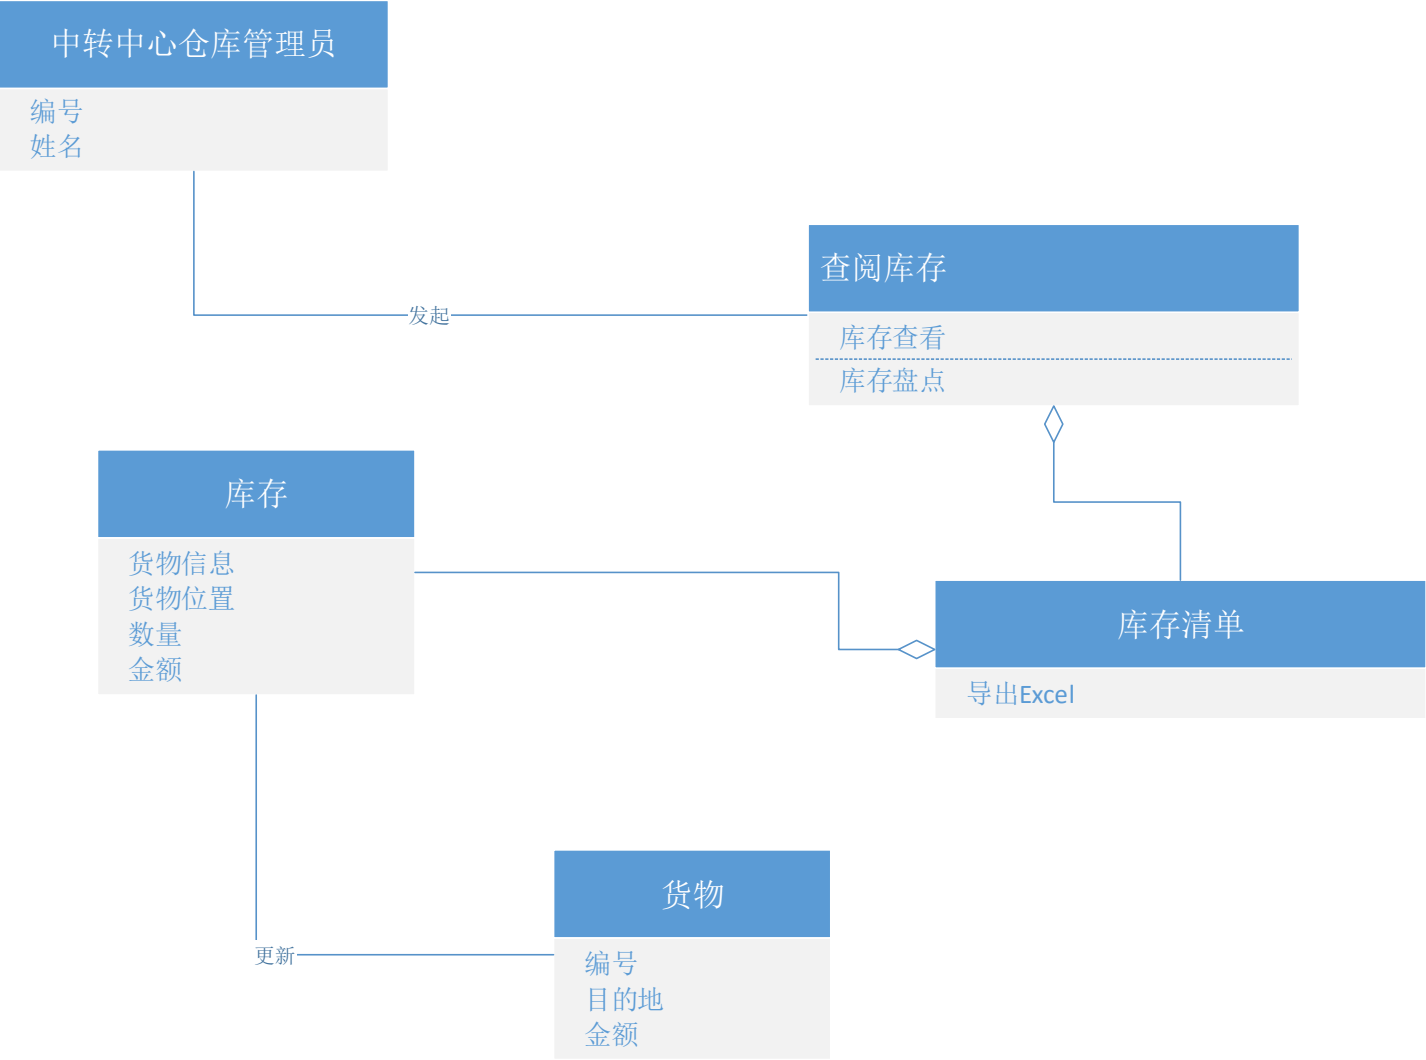 中转中心仓库管理员
编号
姓名
发起
查阅库存
库存查看
库存盘点
库存
货物信息
货物位置
数量
金额
库存清单
导出Excel
更新
货物
编号
目的地
金额